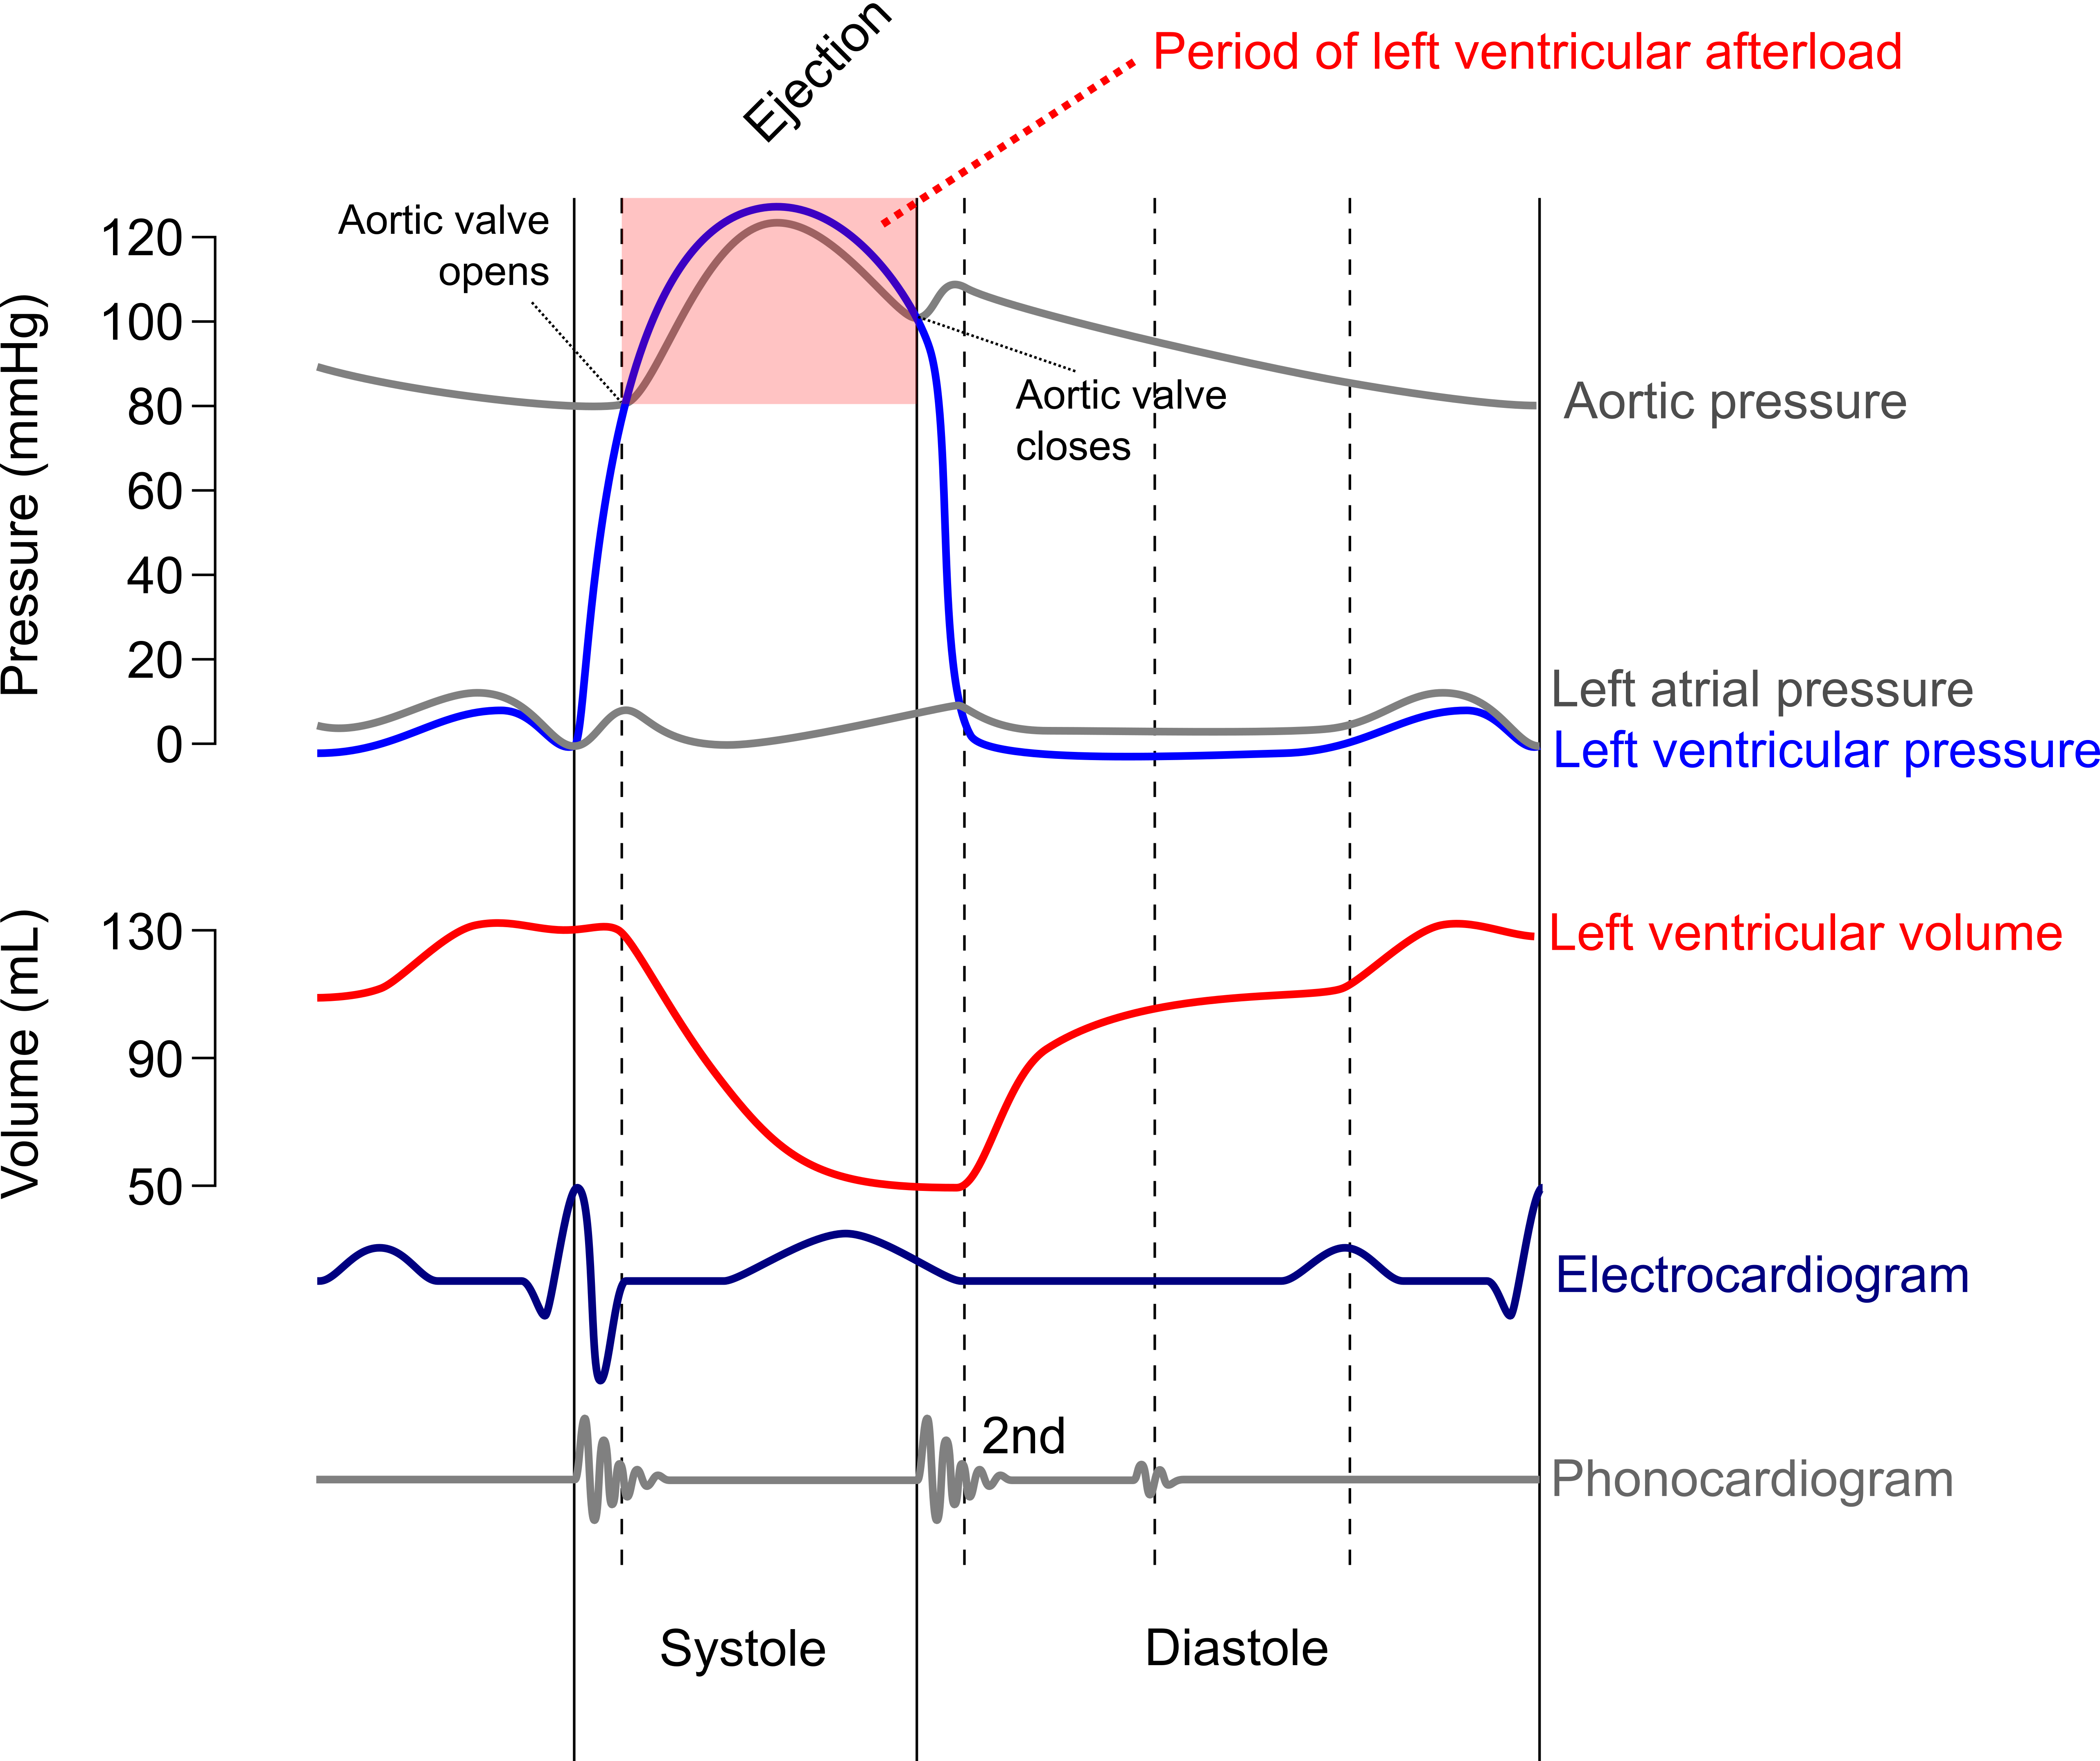 Ejection
Period of left ventricular afterload
Aortic valve
opens
Pressure (mmHg)
120
100
80
60
40
20
0
Aortic valve
closes
Aortic pressure
Left atrial pressure
Left ventricular pressure
Volume (mL)
130
90
50
Left ventricular volume
Electrocardiogram
2nd
Phonocardiogram
Systole
Diastole